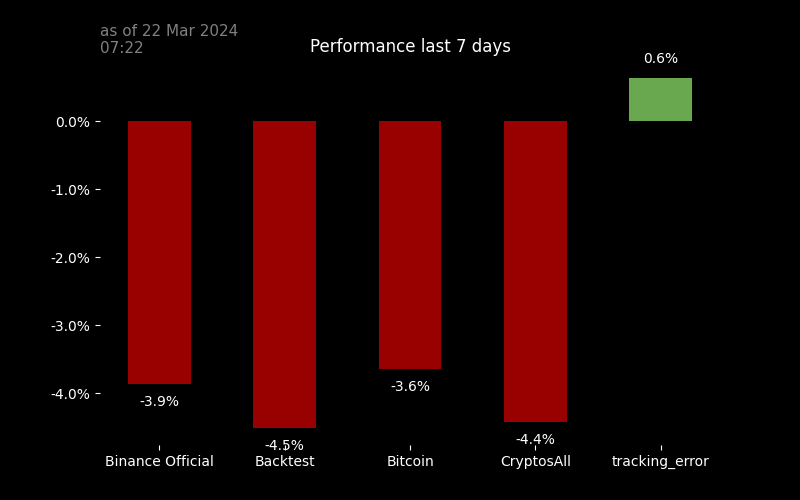 as of 22 Mar 2024
07:22
Performance last 7 days
0.6%
0.0%
-1.0%
-2.0%
-3.0%
-4.0%
-3.9%
-4.5%
-3.6%
-4.4%
Binance Official
Backtest
Bitcoin
CryptosAll
tracking_error